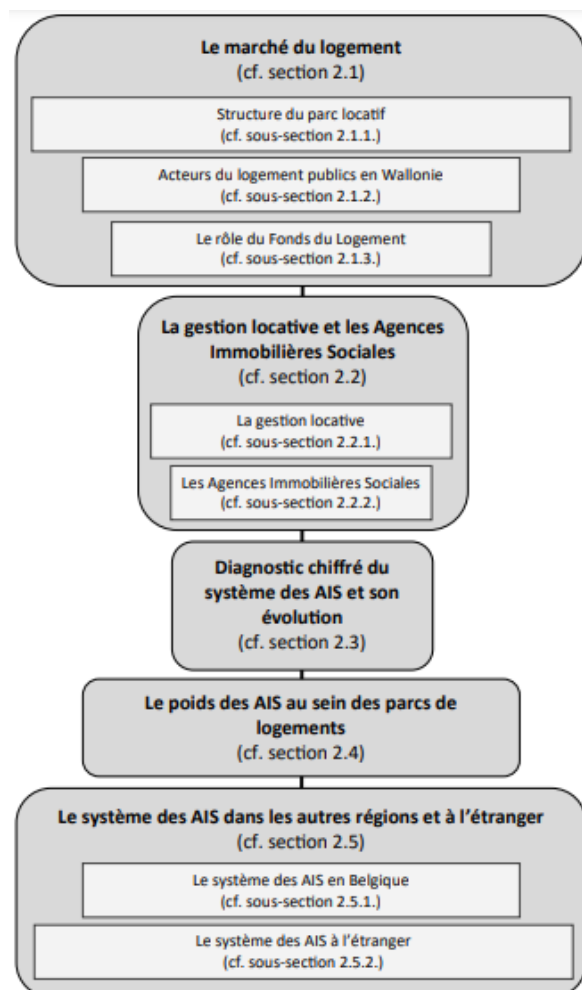 Le marché du logement
(cf. section 2.1)
Structure du parc locatif
(cf. sous-section 2.1.1.)
Acteurs du logement publics en Wallonie
(cf. sous-section 2.1.2.)
Le rôle du Fonds du Logement
(cf. sous-section 2.1.3.)
La gestion locative et les Agences
Immobilières Sociales
(cf. section 2.2)
La gestion locative
(cf. sous-section 2.2.1.)
Les Agences Immobilières Sociales
(cf. sous-section 2.2.2.)
Diagnostic chiffré du
système des AIS et son
évolution
(cf. section 2.3)
Le poids des AIS au sein des parcs de
logements
(cf. section 2.4)
Le système des AIS dans les autres régions et à l'étranger
(cf. section 2.5)
Le système des AIS en Belgique
(cf. sous-section 2.5.1.)
Le système des AIS à l'étranger
(cf. sous-section 2.5.2.)